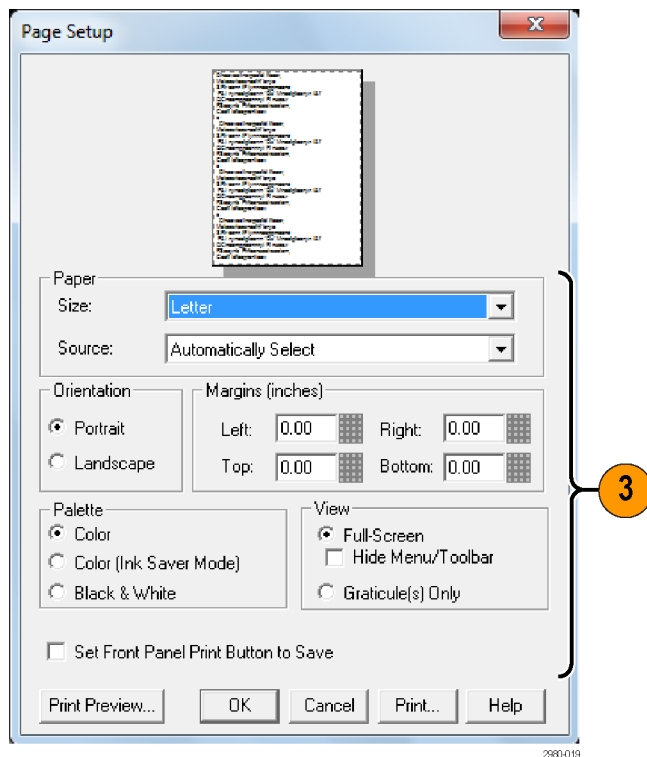 Page Setup
Paper
Size: Letter
Source: Automatically Select
Orientation
Portrait
Landscape
Margins (inches)
Left: 0.00 Right: 0.00
Top: 0.00 Bottom: 0.00
Palette
Color
Color (Ink Saver Mode)
Black & White
View
Full-Screen
Hide Menu/Toolbar
Graticule(s) Only
Set Front Panel Print Button to Save
Print Preview... OK Cancel Print... Help
3
2980-019